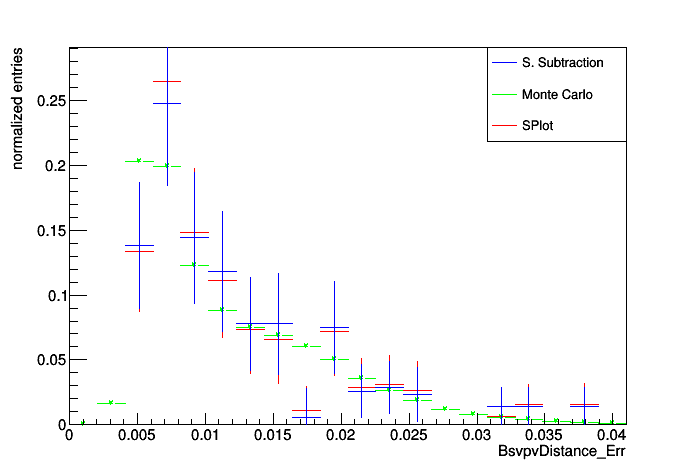 normalized entries
S. Subtraction
Monte Carlo
SPlot
0.25
0.2
0.15
0.1
0.05
0
0 0.005 0.01 0.015 0.02 0.025 0.03 0.035 0.04
BsvpvDistance_Err